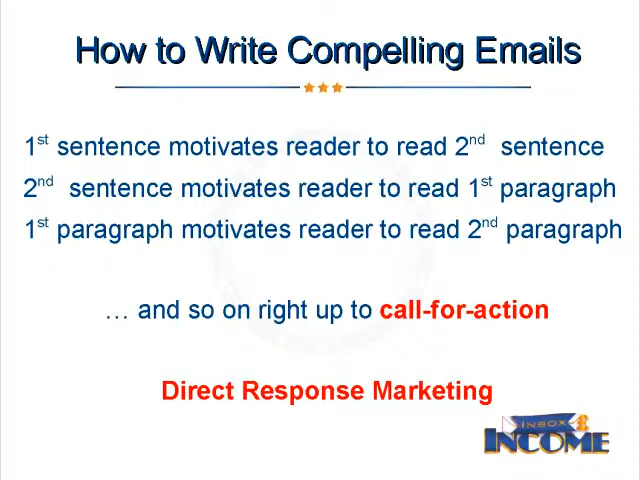 How to Write Compelling Emails
1st sentence motivates reader to read 2nd sentence
2nd sentence motivates reader to read 1st paragraph
1st paragraph motivates reader to read 2nd paragraph
… and so on right up to call-for-action
Direct Response Marketing
INBOX £
INCOME